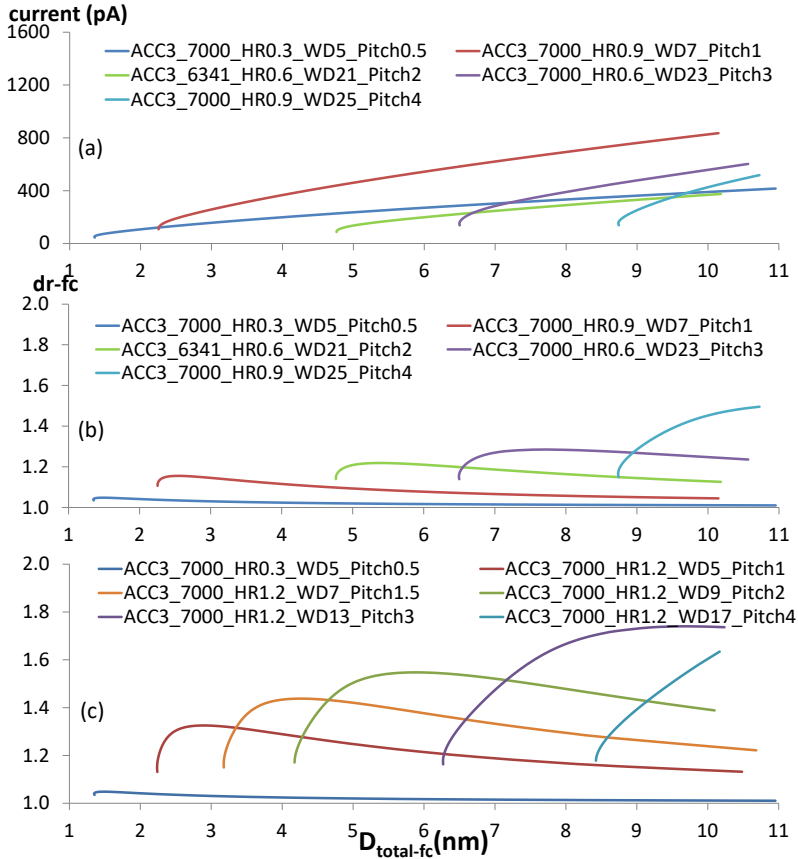 current (pA)
1600
1200
800
400
0
ACC3_7000_HR0.3_WD5_Pitch0.5
ACC3_7000_HR0.9_WD7_Pitch1
ACC3_6341_HR0.6_WD21_Pitch2
ACC3_7000_HR0.6_WD23_Pitch3
ACC3_7000_HR0.9_WD25_Pitch4
(a)
1 2 3 4 5 6 7 8 9 10 11
dr-fc
2.0
1.8
1.6
1.4
1.2
1.0
ACC3_7000_HR0.3_WD5_Pitch0.5
ACC3_7000_HR0.9_WD7_Pitch1
ACC3_6341_HR0.6_WD21_Pitch2
ACC3_7000_HR0.6_WD23_Pitch3
ACC3_7000_HR0.9_WD25_Pitch4
(b)
1 2 3 4 5 6 7 8 9 10 11
2.0
1.8
1.6
1.4
1.2
1.0
ACC3_7000_HR0.3_WD5_Pitch0.5
ACC3_7000_HR1.2_WD5_Pitch1
ACC3_7000_HR1.2_WD7_Pitch1.5
ACC3_7000_HR1.2_WD9_Pitch2
ACC3_7000_HR1.2_WD13_Pitch3
ACC3_7000_HR1.2_WD17_Pitch4
(c)
1 2 3 4 5 6 7 8 9 10 11
D total-fc (nm)